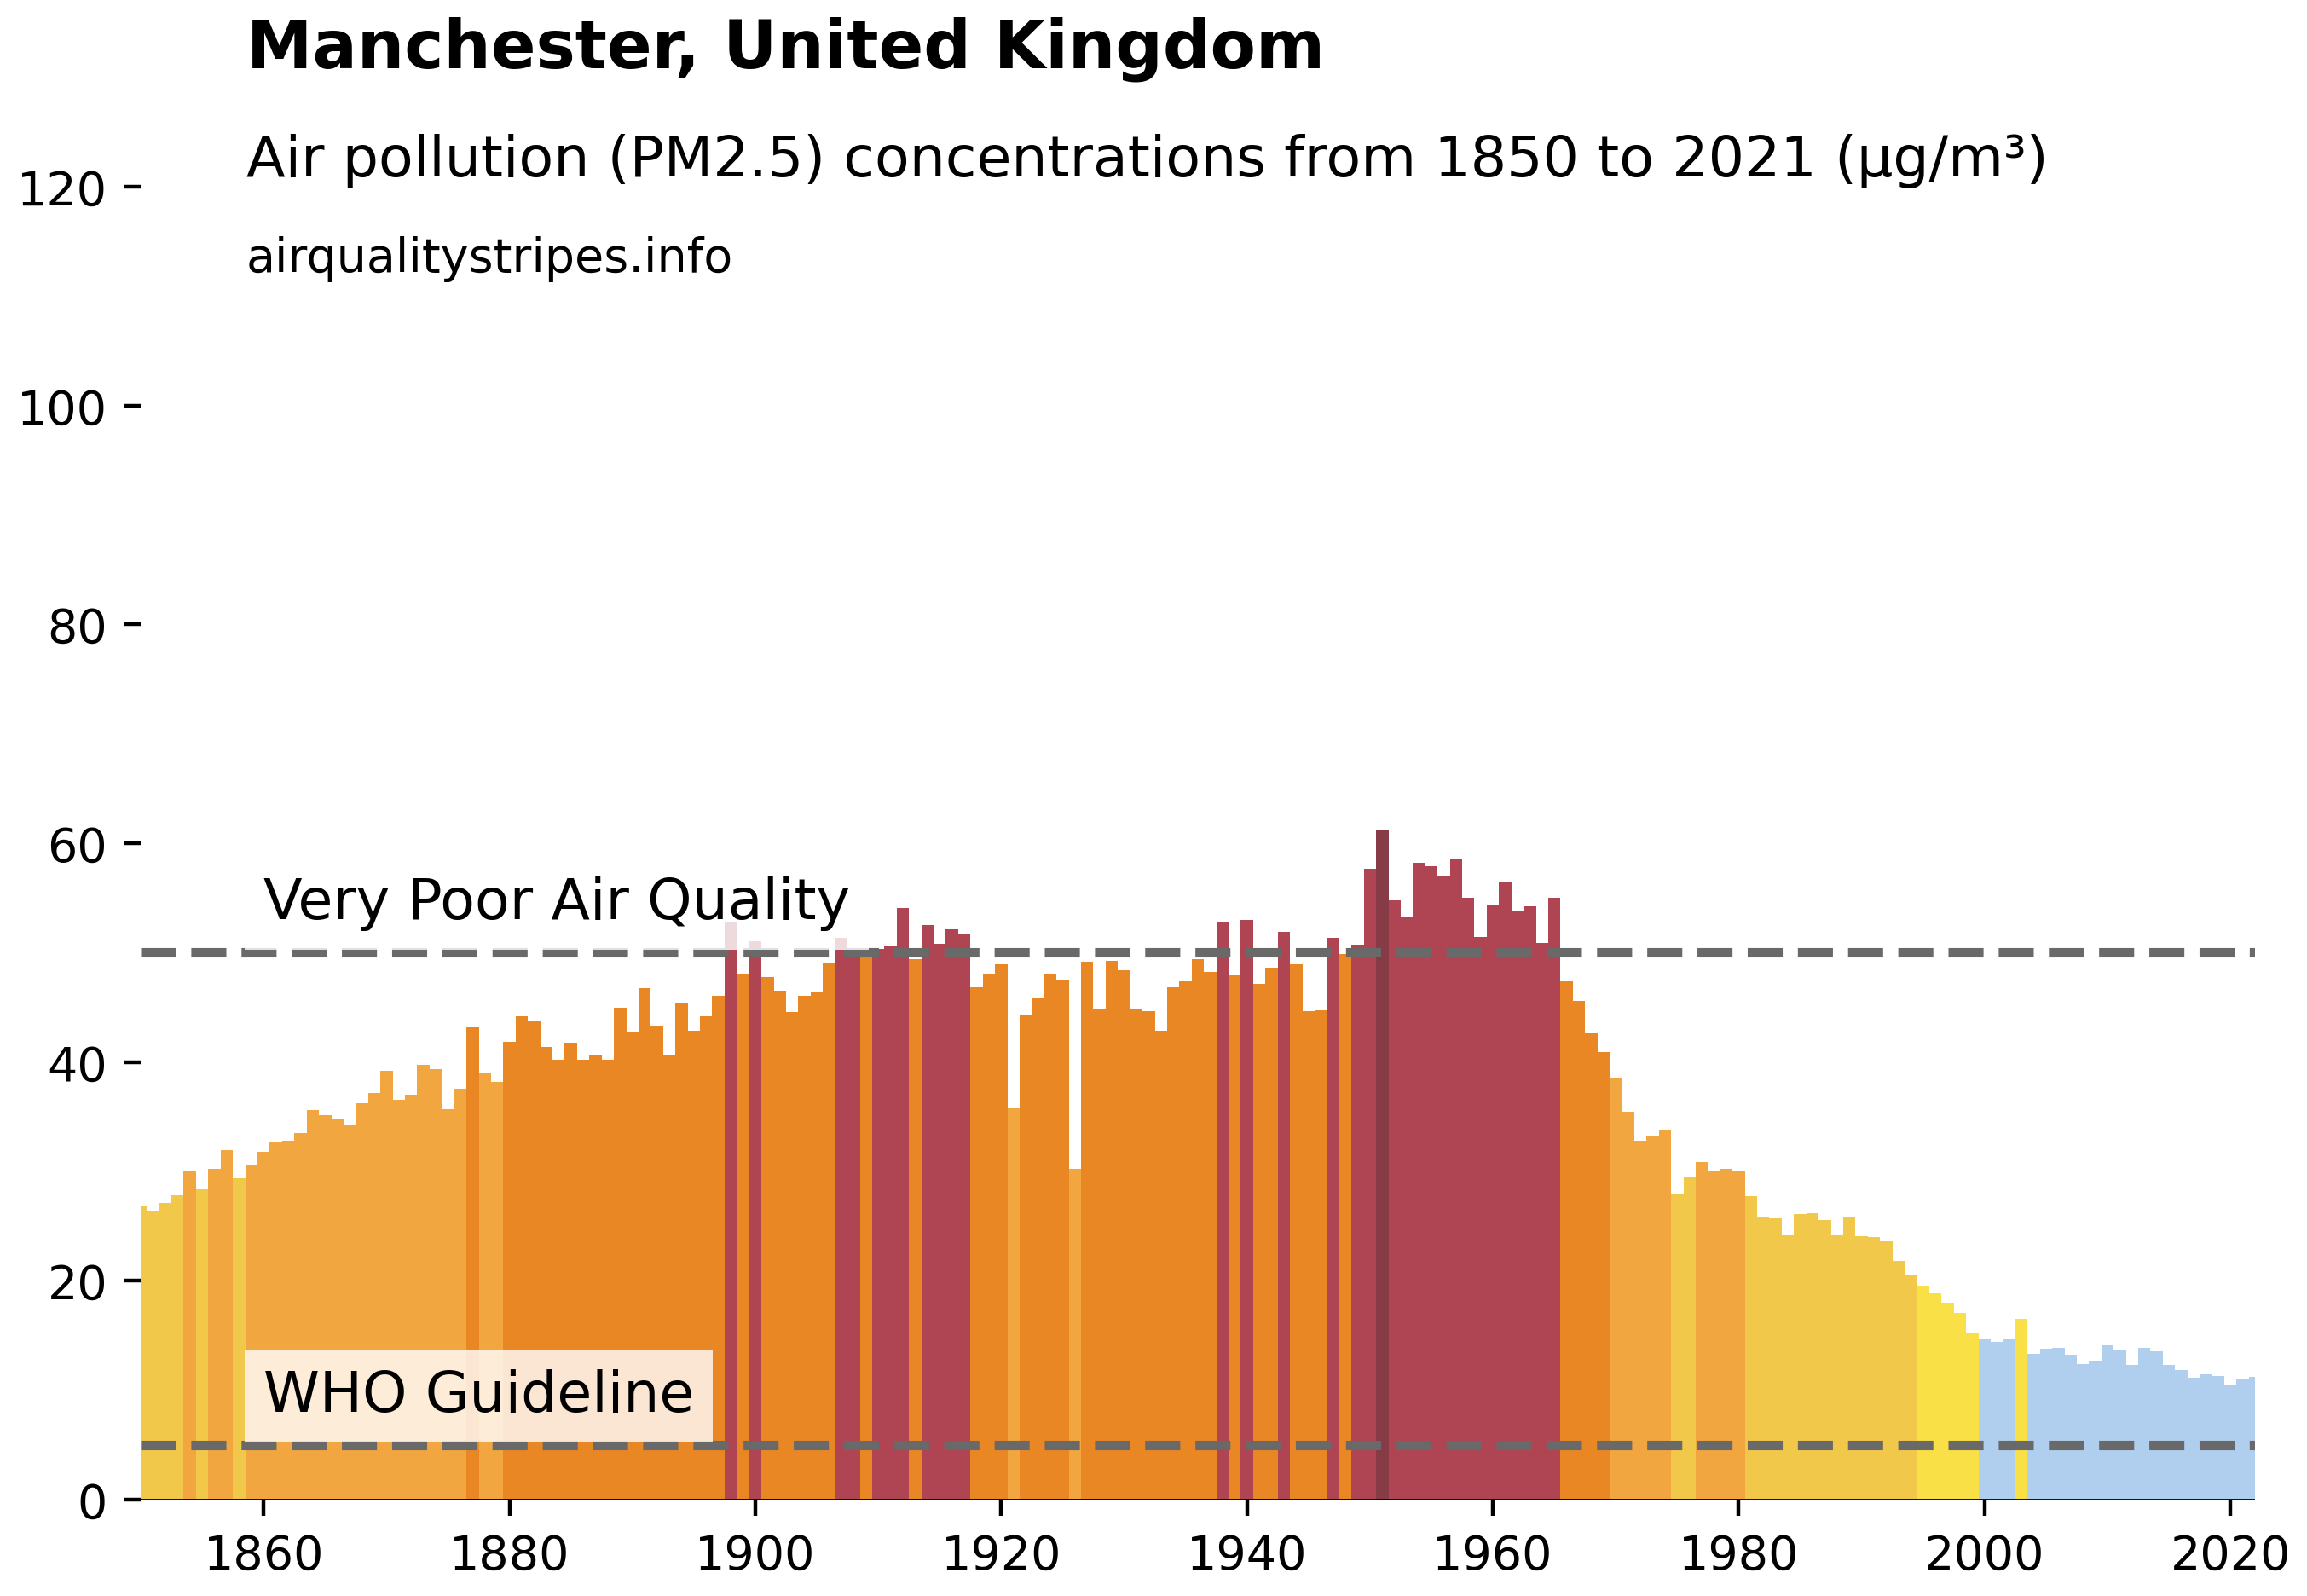 Manchester, United Kingdom
Air pollution (PM2.5) concentrations from 1850 to 2021 (µg/m³)
airqualitystripes.info
120
100
80
60
Very Poor Air Quality
40
20
WHO Guideline
0
1860 1880 1900 1920 1940 1960 1980 2000 2020